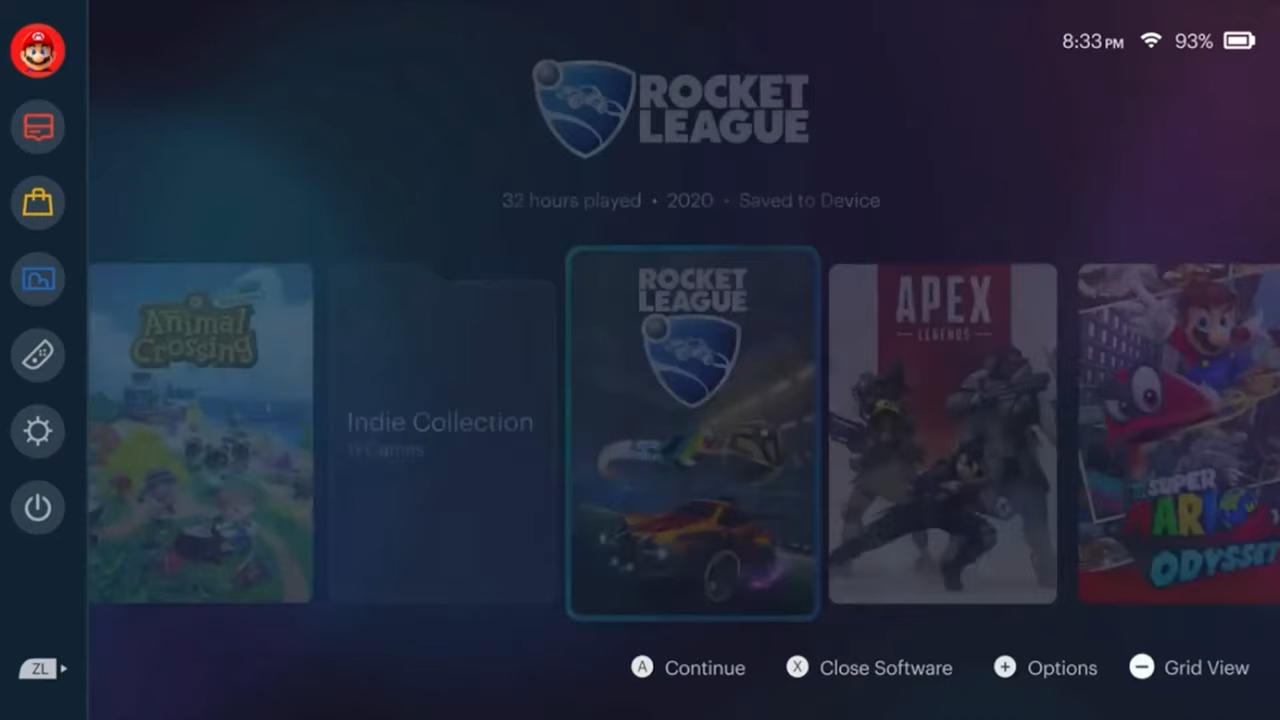 8:33 PM 93%
ROCKET
LEAGUE
32 hours played • 2020 • Saved to Device
Animal
Crossing
Indie Collection
ROCKET
LEAGUE
APEX
LEGENDS
SUPER
MARIO
ODYSSEY
ZL
A Continue
X Close Software
+ Options
− Grid View